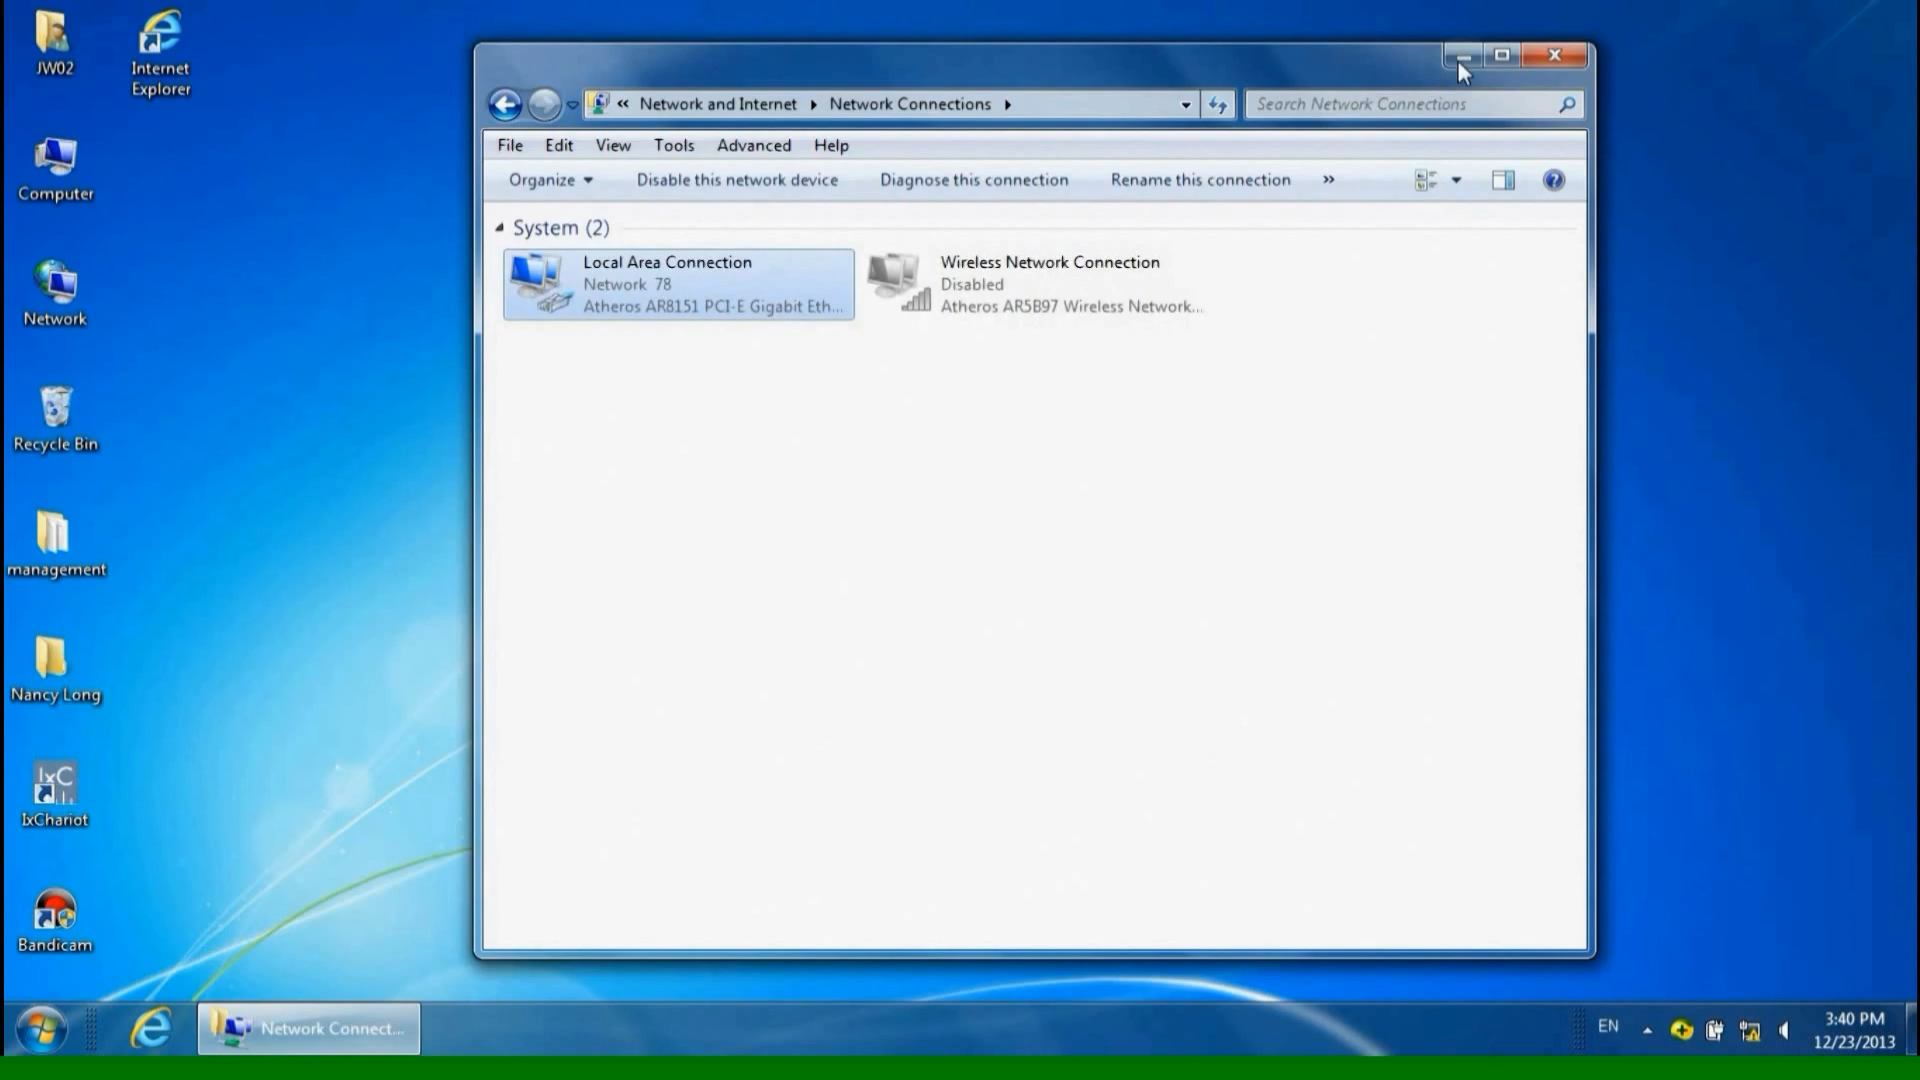 JW02
Internet
Explorer
Computer
Network
Recycle Bin
management
Nancy Long
IxC
IxChariot
Bandicam
« Network and Internet Network Connections
Search Network Connections
File Edit View Tools Advanced Help
Organize Disable this network device Diagnose this connection Rename this connection »
System (2)
Local Area Connection
Network 78
Atheros AR8151 PCI-E Gigabit Eth...
Wireless Network Connection
Disabled
Atheros AR5B97 Wireless Network...
Network Connect...
EN
3:40 PM
12/23/2013